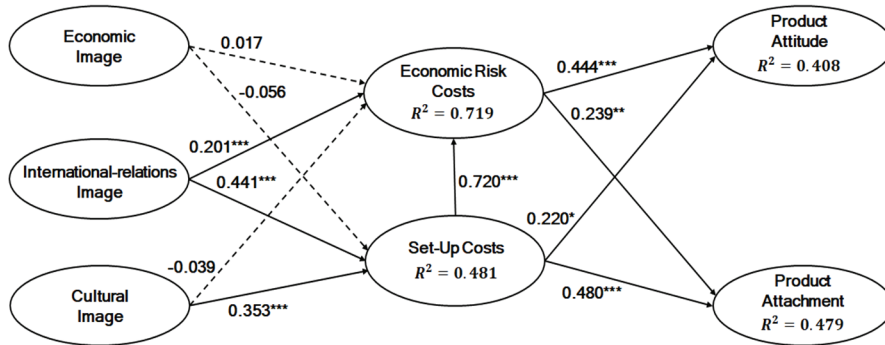 Economic
Image
0.017
-0.056
Economic Risk
Costs
R² = 0.719
0.444***
0.239**
Product
Attitude
R² = 0.408
International-relations
Image
0.201***
0.441***
0.720***
0.220*
Cultural
Image
-0.039
0.353***
Set-Up Costs
R² = 0.481
0.480***
Product
Attachment
R² = 0.479